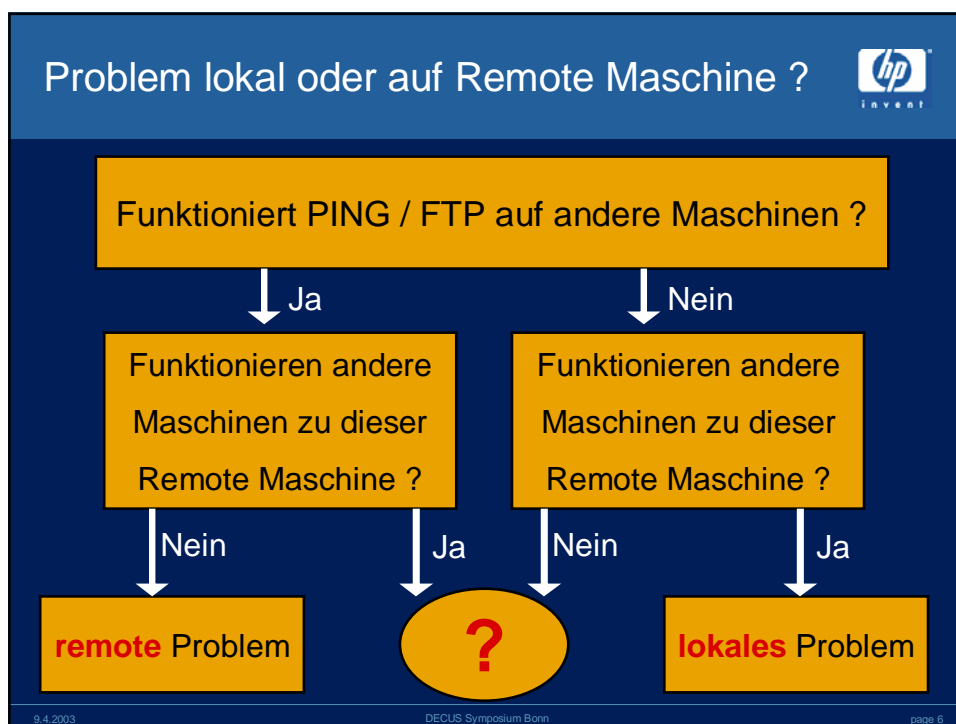 Problem lokal oder auf Remote Maschine ?
hp
invent
Funktioniert PING / FTP auf andere Maschinen ?
Ja
Nein
Funktionieren andere
Maschinen zu dieser
Remote Maschine ?
Funktionieren andere
Maschinen zu dieser
Remote Maschine ?
Nein
Ja
Nein
Ja
remote Problem
?
lokales Problem
9.4.2003
DECUS Symposium Bonn
page 6